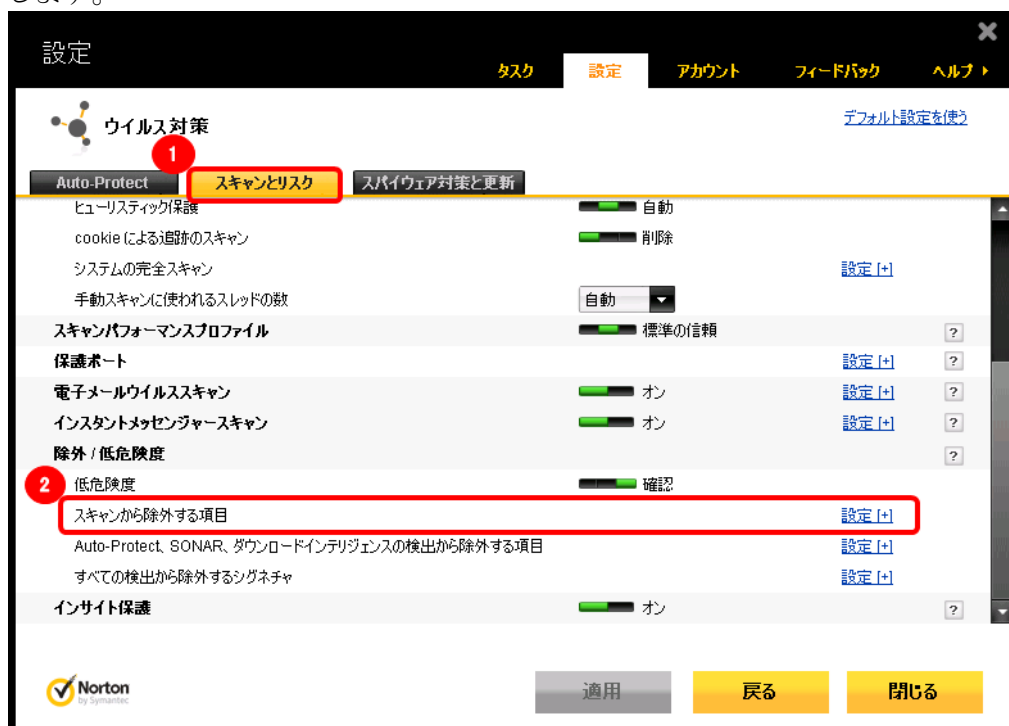 します。
設定
タスク 設定 アカウント フィードバック ヘルプ
ウイルス対策 デフォルト設定を使う
1
Auto-Protect スキャンとリスク スパイウェア対策と更新
ヒューリスティック保護 自動
cookie による追跡のスキャン 削除
システムの完全スキャン 設定 [+]
手動スキャンに使われるスレッドの数 自動
スキャンパフォーマンスプロファイル 標準の信頼 ?
保護ポート 設定 [+] ?
電子メールウイルススキャン オン 設定 [+] ?
インスタントメッセンジャースキャン オン 設定 [+] ?
除外 / 低危険度 ?
2 低危険度 確認
スキャンから除外する項目 設定 [+]
Auto-Protect、SONAR、ダウンロードインテリジェンスの検出から除外する項目 設定 [+]
すべての検出から除外するシグネチャ 設定 [+]
インサイト保護 オン ?
Norton
by Symantec
適用 戻る 閉じる